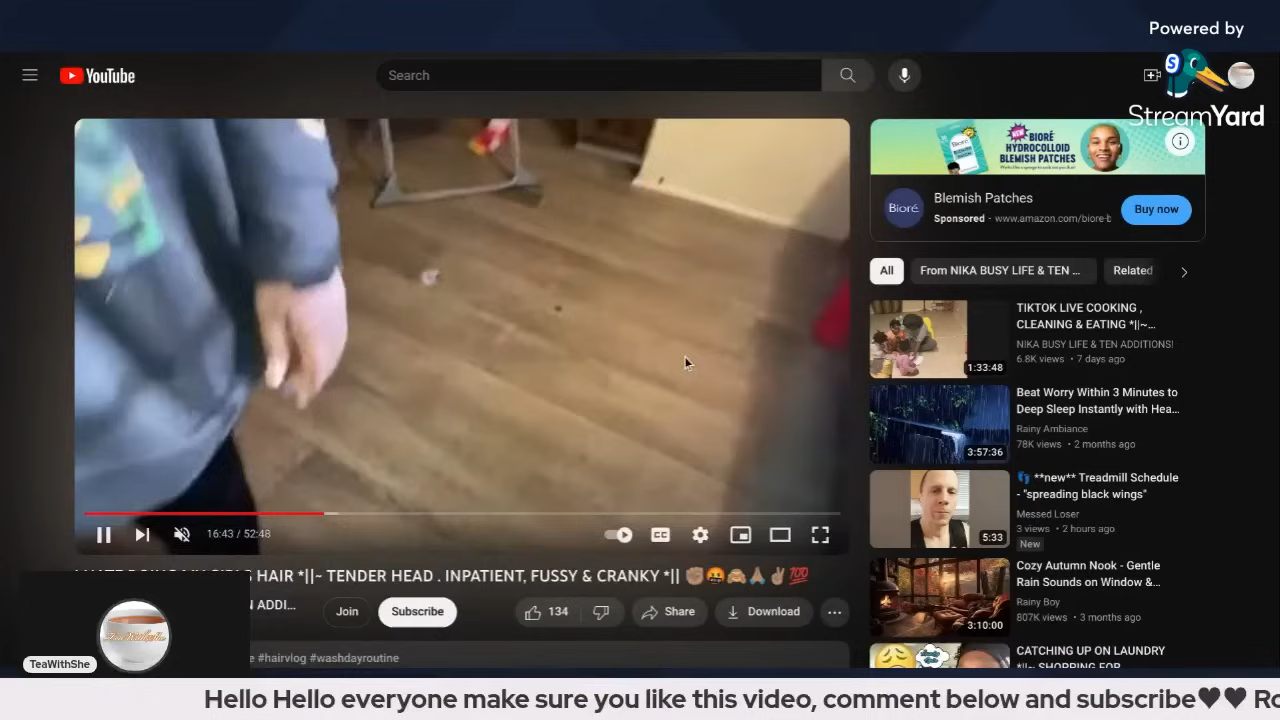 Powered by
StreamYard
YouTube
Search
BIORÉ
HYDROCOLLOID
BLEMISH PATCHES
NEW
Bioré
Blemish Patches
Sponsored · www.amazon.com/biore-b
Buy now
All
From NIKA BUSY LIFE & TEN ...
Related
TIKTOK LIVE COOKING ,
CLEANING & EATING *||~...
NIKA BUSY LIFE & TEN ADDITIONS!
6.8K views • 7 days ago
1:33:48
Beat Worry Within 3 Minutes to
Deep Sleep Instantly with Hea...
Rainy Ambiance
78K views • 2 months ago
3:57:36
👣 **new** Treadmill Schedule
- "spreading black wings"
Messed Loser
3 views • 2 hours ago
New
5:33
Cozy Autumn Nook - Gentle
Rain Sounds on Window &...
Rainy Boy
807K views • 3 months ago
3:10:00
CATCHING UP ON LAUNDRY
16:43 / 52:48
CC
HAIR *||~ TENDER HEAD . INPATIENT, FUSSY & CRANKY *|| ✊🏽🤬🙈🙏🏽✌🏽💯
ADDI...
Join
Subscribe
134
Share
Download
#hairvlog #washdayroutine
TeaWithShe
Hello Hello everyone make sure you like this video, comment below and subscribe♥♥